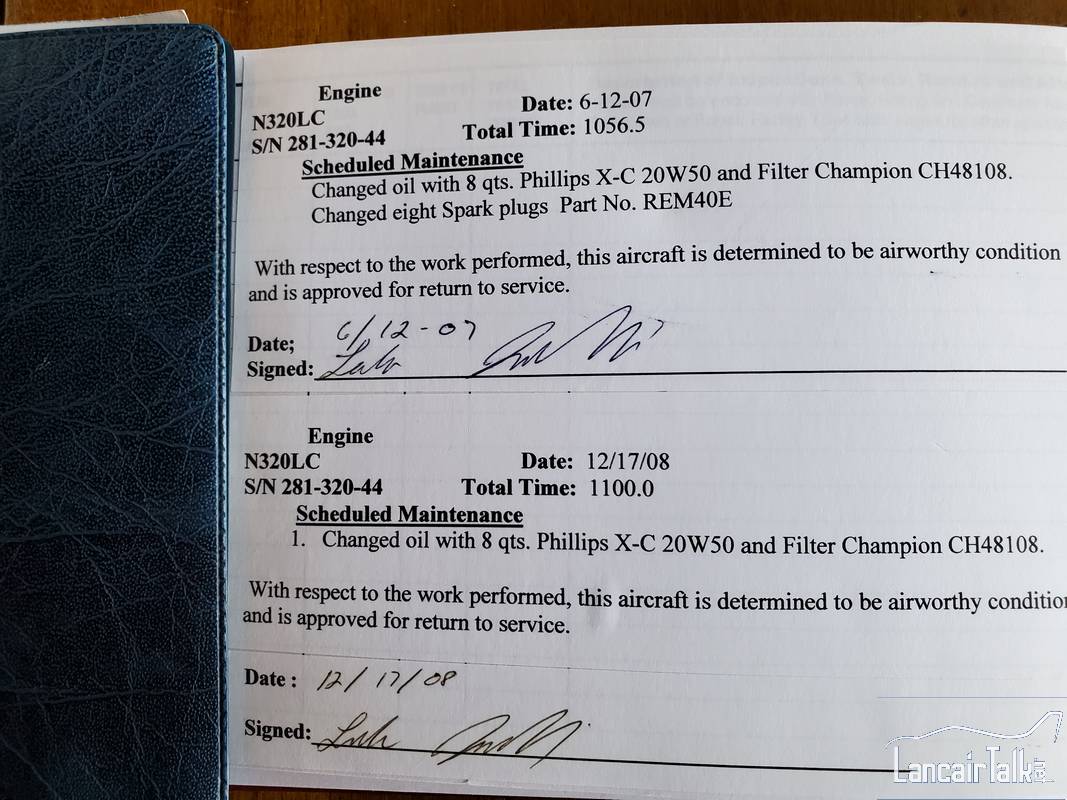 Engine
N320LC Date: 6-12-07
S/N 281-320-44 Total Time: 1056.5
Scheduled Maintenance
Changed oil with 8 qts. Phillips X-C 20W50 and Filter Champion CH48108.
Changed eight Spark plugs Part No. REM40E
With respect to the work performed, this aircraft is determined to be airworthy condition
and is approved for return to service.
Date; 6/12-07
Signed:
Engine
N320LC Date: 12/17/08
S/N 281-320-44 Total Time: 1100.0
Scheduled Maintenance
1. Changed oil with 8 qts. Phillips X-C 20W50 and Filter Champion CH48108.
With respect to the work performed, this aircraft is determined to be airworthy condition
and is approved for return to service.
Date: 12/17/08
Signed:
LancairTalk